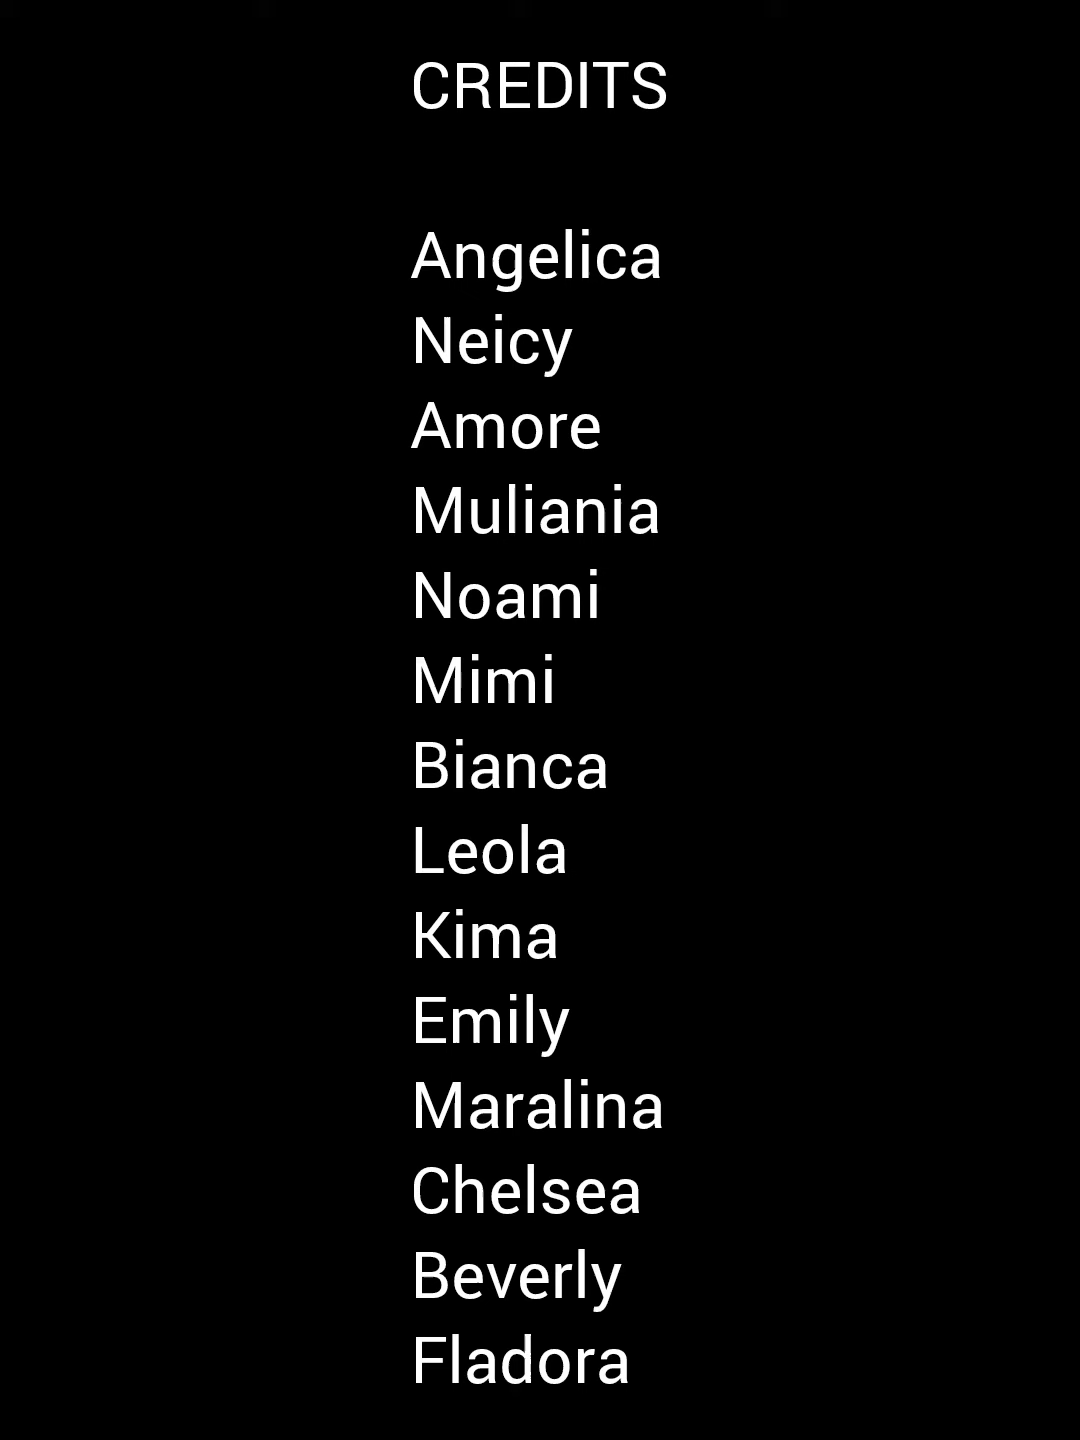 CREDITS
Angelica
Neicy
Amore
Muliania
Noami
Mimi
Bianca
Leola
Kima
Emily
Maralina
Chelsea
Beverly
Fladora